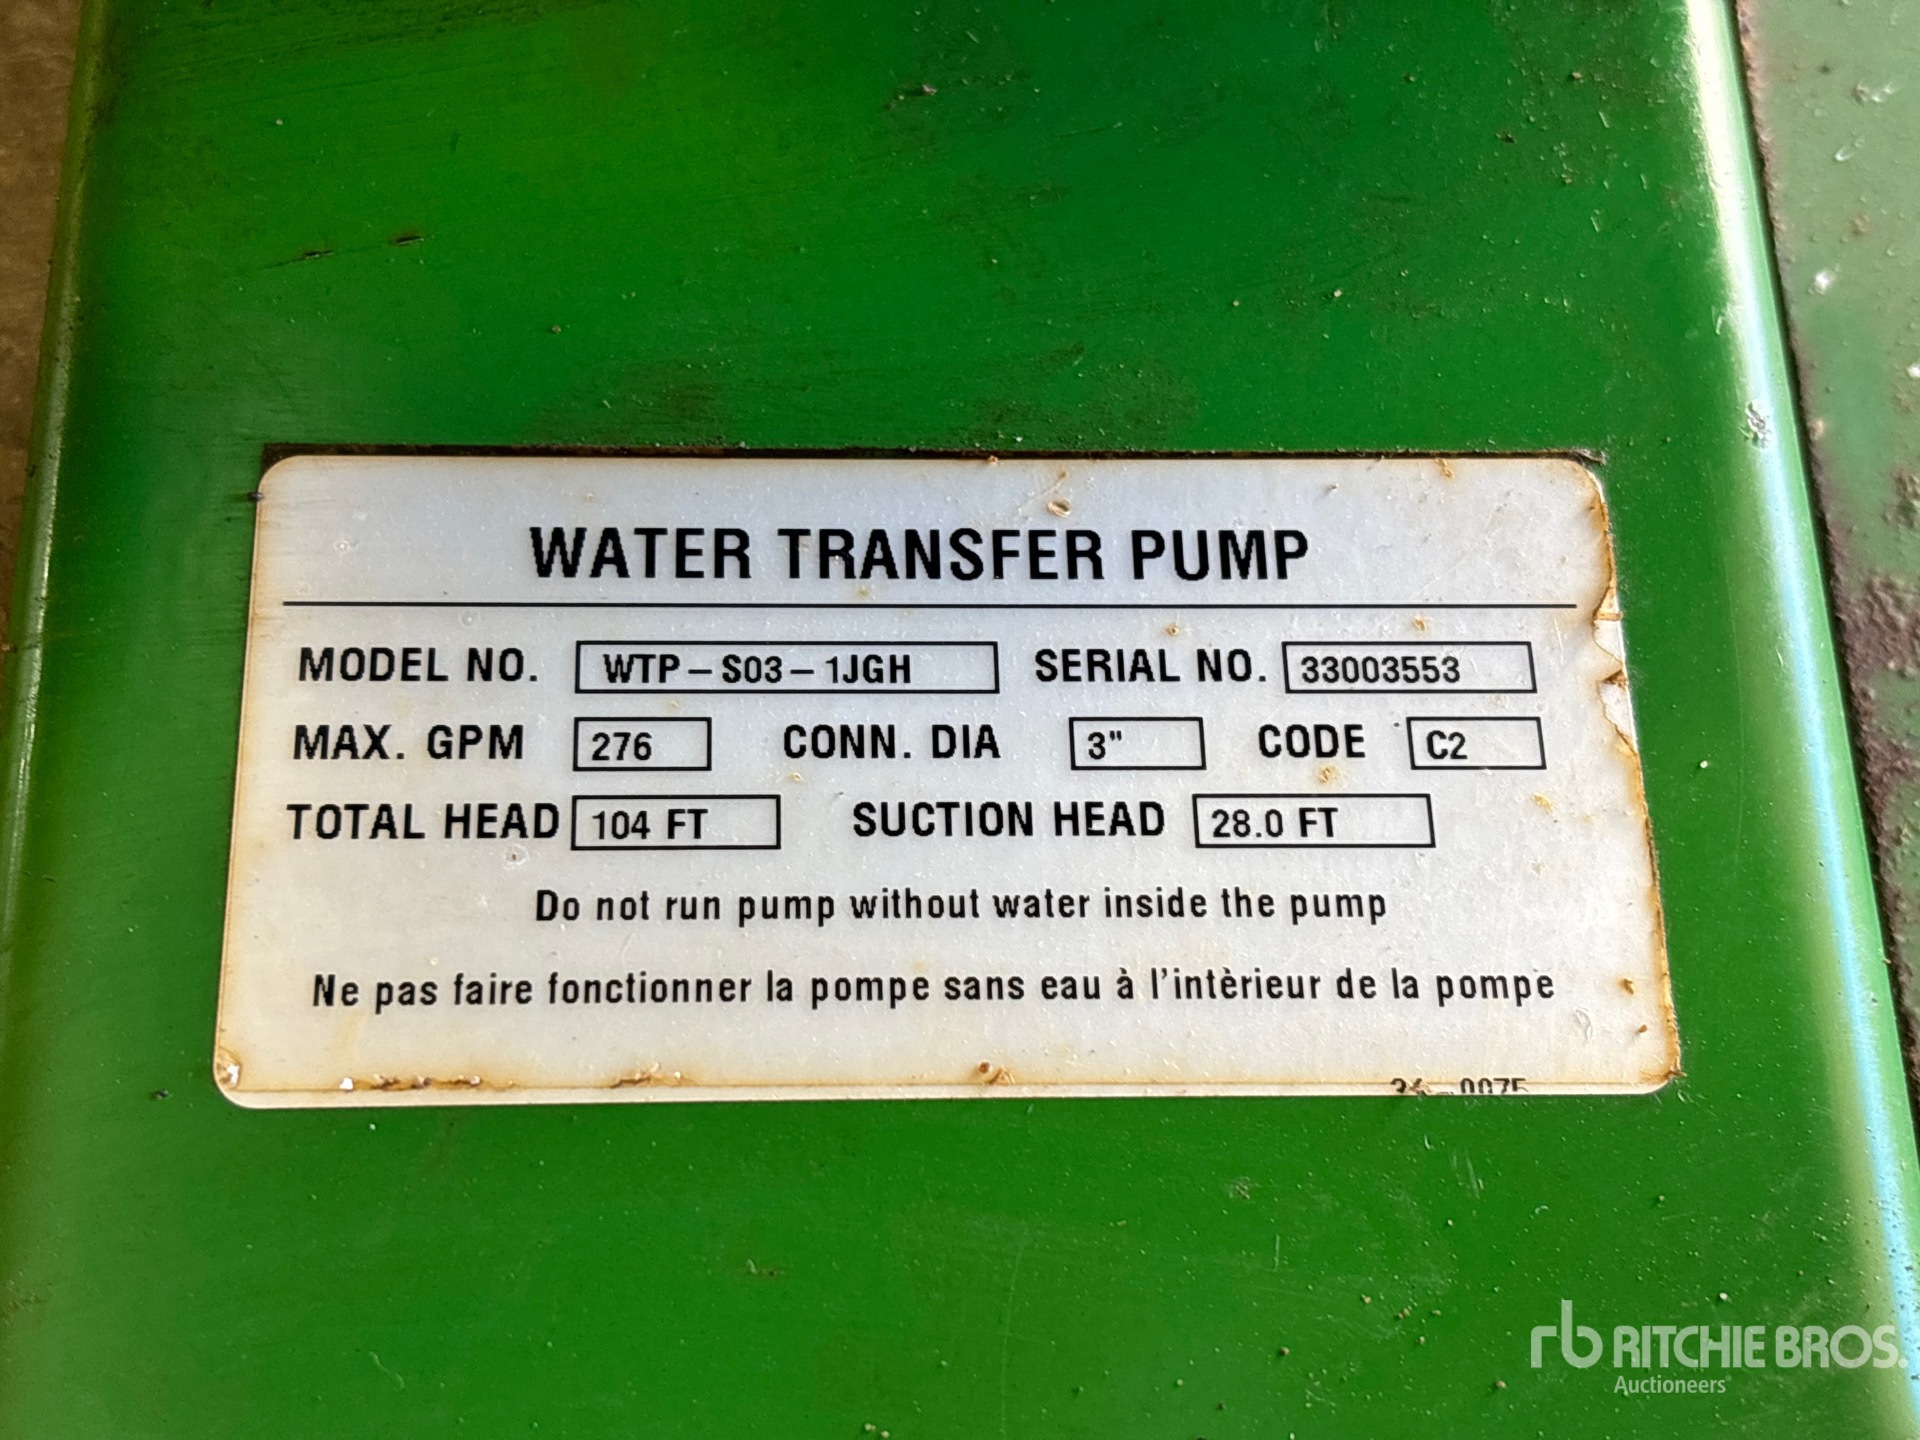 WATER TRANSFER PUMP
MODEL NO. WTP-S03-1JGH SERIAL NO. 33003553
MAX. GPM 276 CONN. DIA 3" CODE C2
TOTAL HEAD 104 FT SUCTION HEAD 28.0 FT
Do not run pump without water inside the pump
Ne pas faire fonctionner la pompe sans eau à l'intèrieur de la pompe
rb RITCHIE BROS.
Auctioneers